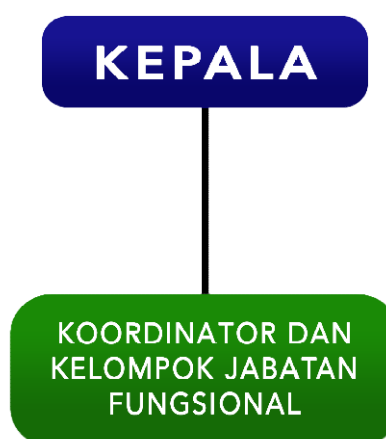 KEPALA
KOORDINATOR DAN
KELOMPOK JABATAN
FUNGSIONAL